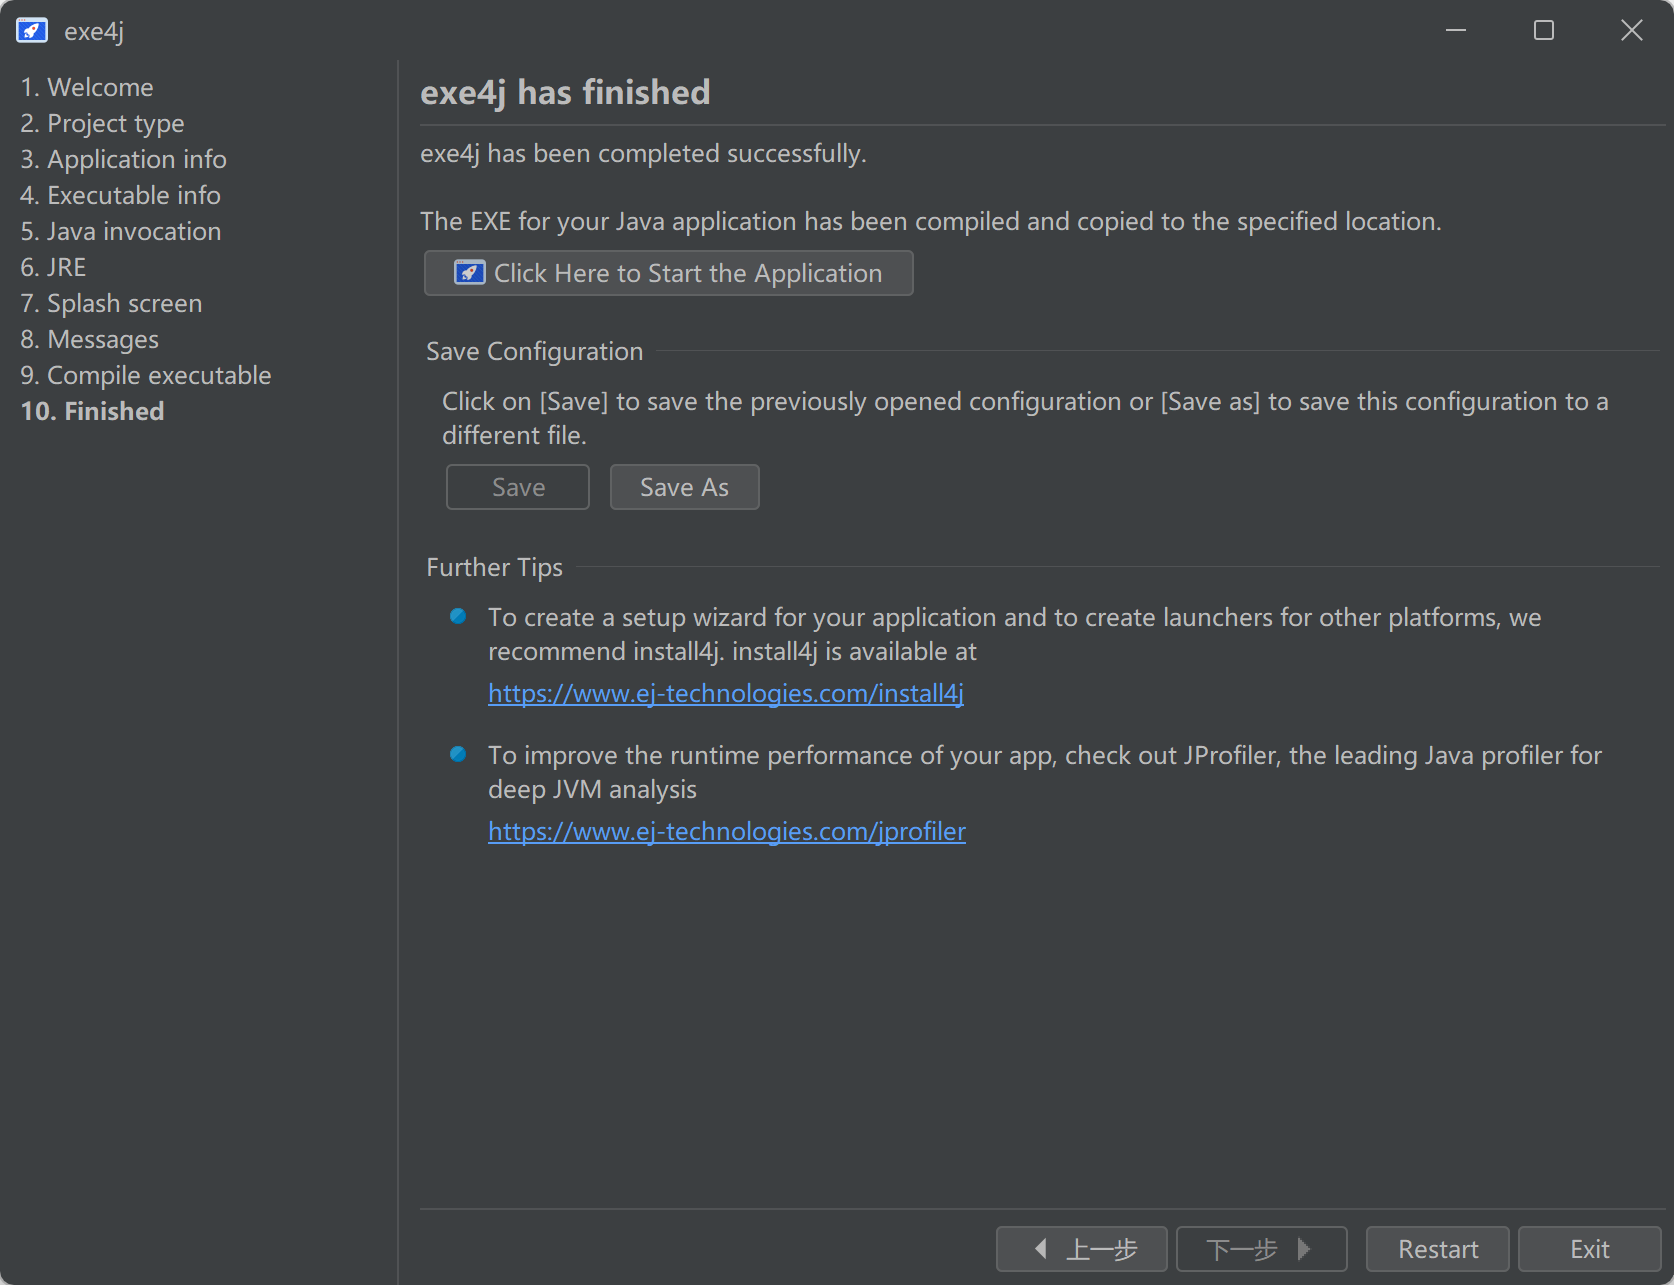 exe4j
1. Welcome
2. Project type
3. Application info
4. Executable info
5. Java invocation
6. JRE
7. Splash screen
8. Messages
9. Compile executable
10. Finished
exe4j has finished
exe4j has been completed successfully.
The EXE for your Java application has been compiled and copied to the specified location.
Click Here to Start the Application
Save Configuration
Click on [Save] to save the previously opened configuration or [Save as] to save this configuration to a
different file.
Save
Save As
Further Tips
To create a setup wizard for your application and to create launchers for other platforms, we
recommend install4j. install4j is available at
https://www.ej-technologies.com/install4j
To improve the runtime performance of your app, check out JProfiler, the leading Java profiler for
deep JVM analysis
https://www.ej-technologies.com/jprofiler
上一步
下一步
Restart
Exit